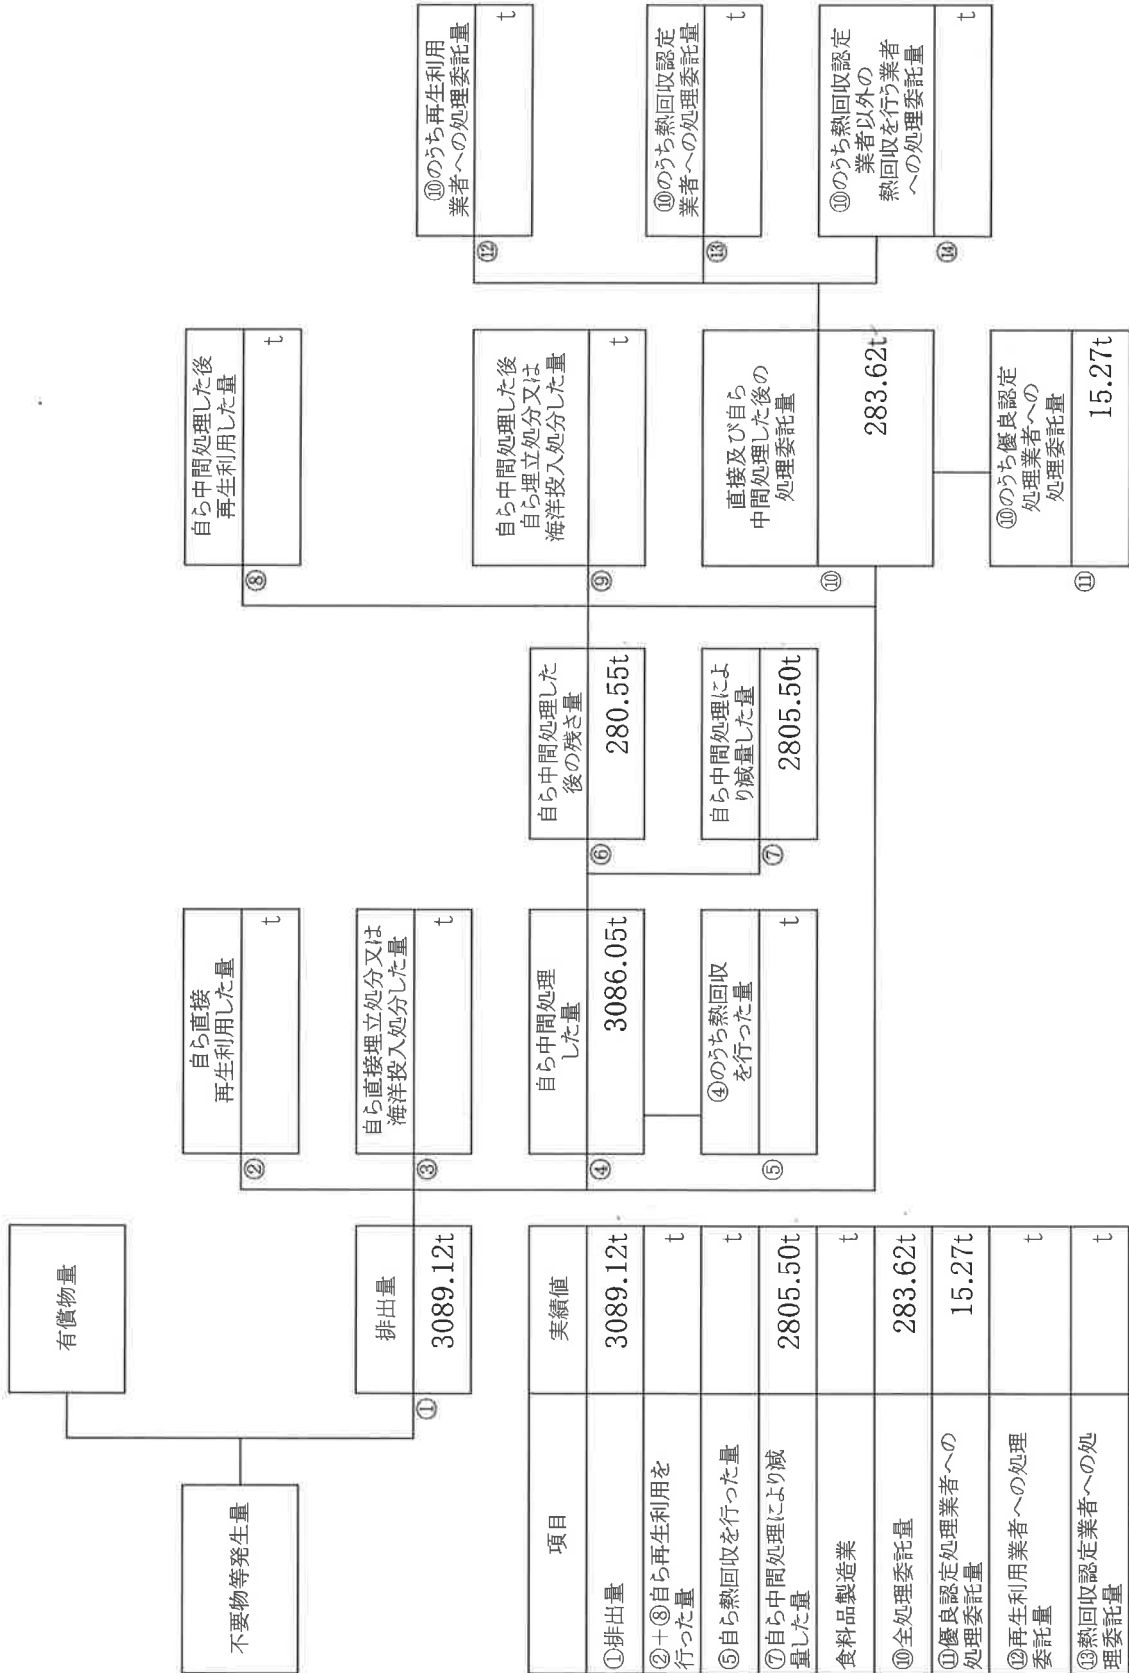 不要物等発生量
有償物量
①
排出量
3089.12t
②
自ら直接
再生利用した量
t
③
自ら直接埋立処分又は
海洋投入処分した量
t
④
自ら中間処理
した量
3086.05t
⑤
④のうち熱回収
を行った量
t
⑥
自ら中間処理した
後の残さ量
280.55t
⑦
自ら中間処理によ
り減量した量
2805.50t
⑧
自ら中間処理した後
再生利用した量
t
⑨
自ら中間処理した後
自ら埋立処分又は
海洋投入処分した量
t
⑩
直接及び自ら
中間処理した後の
処理委託量
283.62t
⑪
⑩のうち優良認定
処理業者への
処理委託量
15.27t
⑫
⑩のうち再生利用
業者への処理委託量
t
⑬
⑩のうち熱回収認定
業者への処理委託量
t
⑭
⑩のうち熱回収認定
業者以外の
熱回収を行う業者
への処理委託量
t
項目
実績値
①排出量
3089.12t
②+⑧自ら再生利用を
行った量
t
⑤自ら熱回収を行った量
t
⑦自ら中間処理により減
量した量
2805.50t
食料品製造業
t
⑩全処理委託量
283.62t
⑪優良認定処理業者への
処理委託量
15.27t
⑫再生利用業者への処理
委託量
t
⑬熱回収認定業者への処
理委託量
t